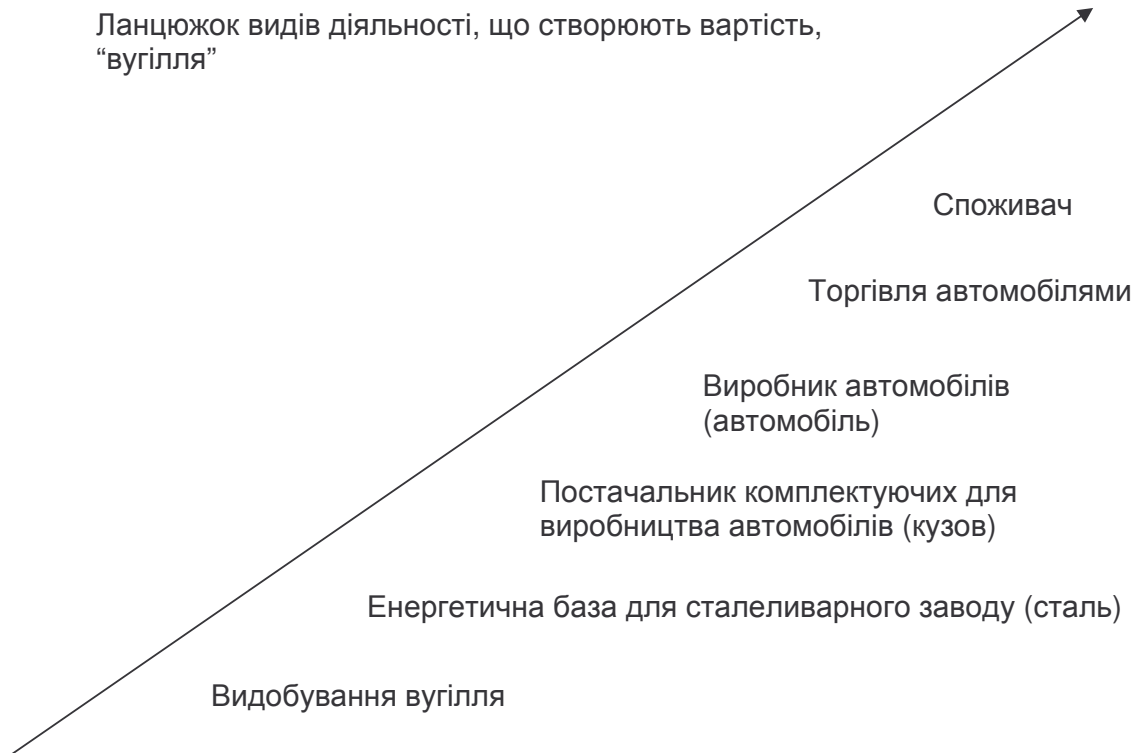 Ланцюжок видів діяльності, що створюють вартість,
“вугілля”
Споживач
Торгівля автомобілями
Виробник автомобілів
(автомобіль)
Постачальник комплектуючих для
виробництва автомобілів (кузов)
Енергетична база для сталеливарного заводу (сталь)
Видобування вугілля